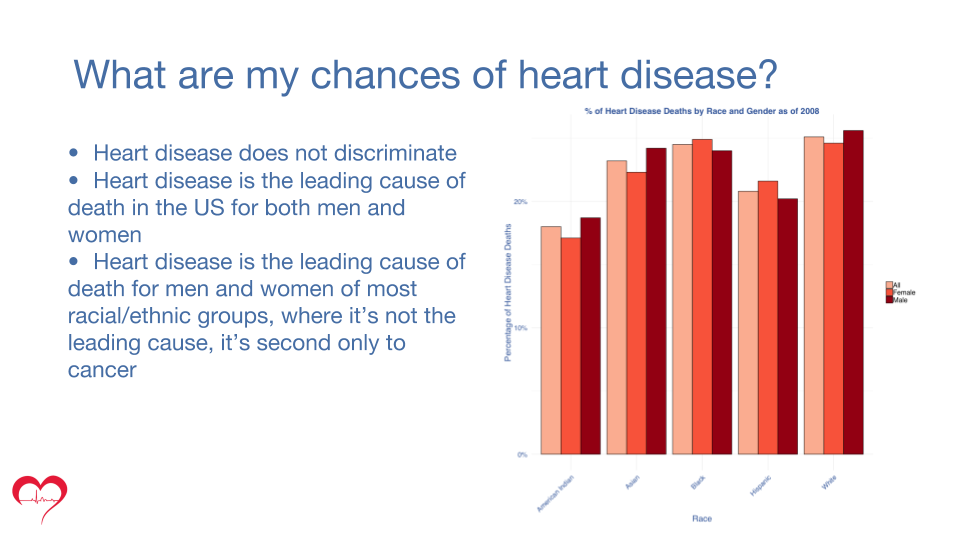 What are my chances of heart disease?
% of Heart Disease Deaths by Race and Gender as of 2008
• Heart disease does not discriminate
• Heart disease is the leading cause of
death in the US for both men and
women
• Heart disease is the leading cause of
death for men and women of most
racial/ethnic groups, where it’s not the
leading cause, it’s second only to
cancer
Percentage of Heart Disease Deaths
20%
10%
0%
American Indian
Asian
Black
Hispanic
White
Race
All
Female
Male